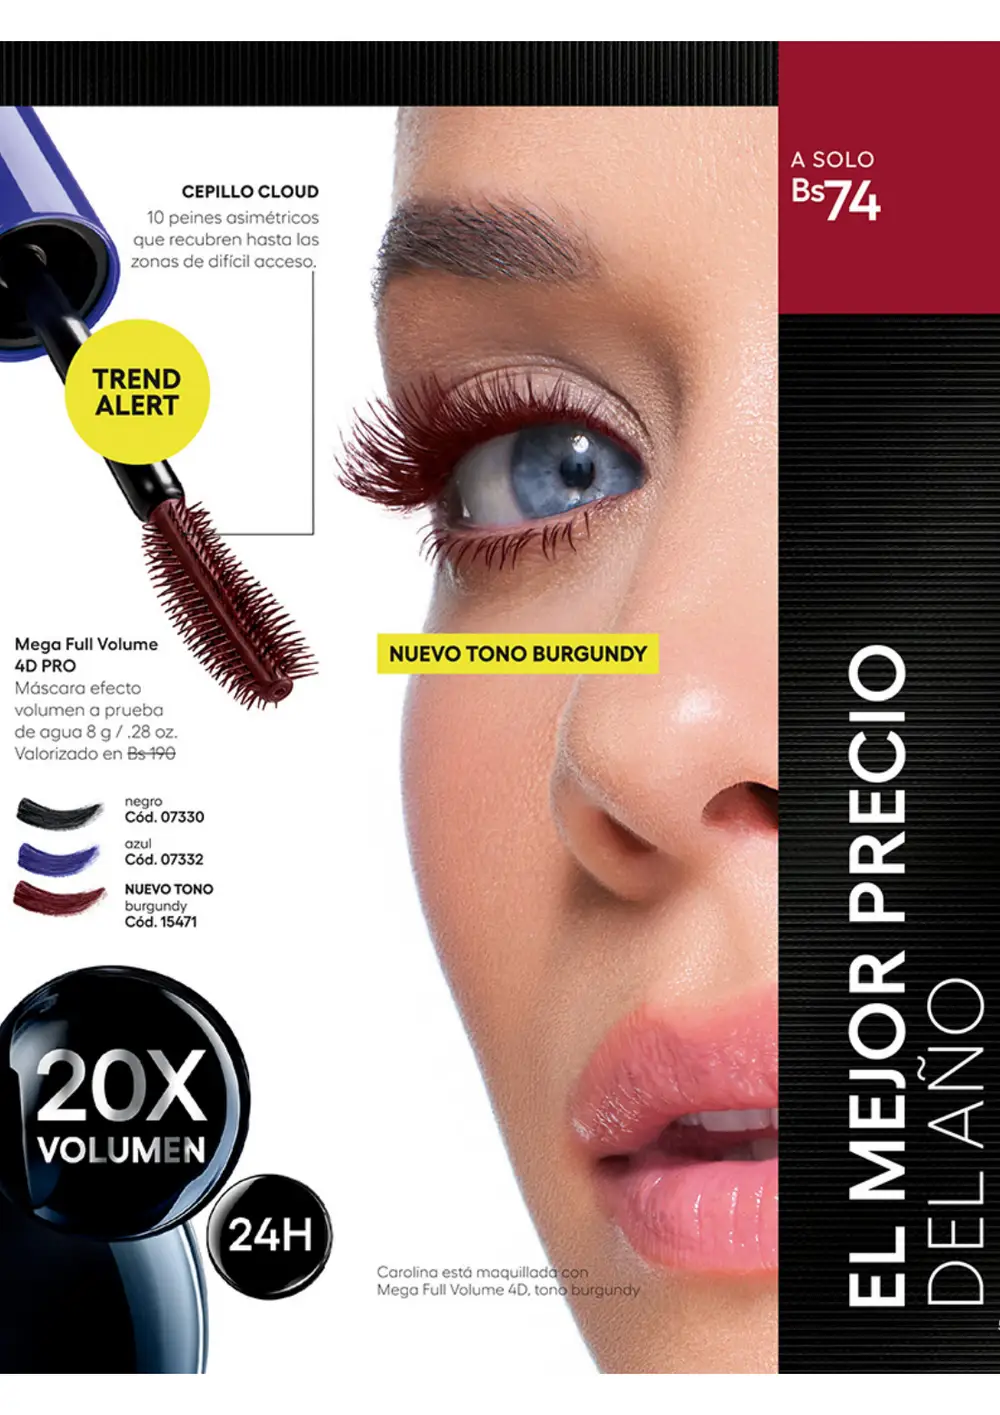 A SOLO
Bs74
CEPILLO CLOUD
10 peines asimétricos
que recubren hasta las
zonas de difícil acceso.
TREND
ALERT
NUEVO TONO BURGUNDY
Mega Full Volume
4D PRO
Máscara efecto
volumen a prueba
de agua 8 g / .28 oz.
Valorizado en Bs 190
negro
Cód. 07330
azul
Cód. 07332
NUEVO TONO
burgundy
Cód. 15471
20X
VOLUMEN
24H
Carolina está maquillada con
Mega Full Volume 4D, tono burgundy
EL MEJOR PRECIO
DEL AÑO